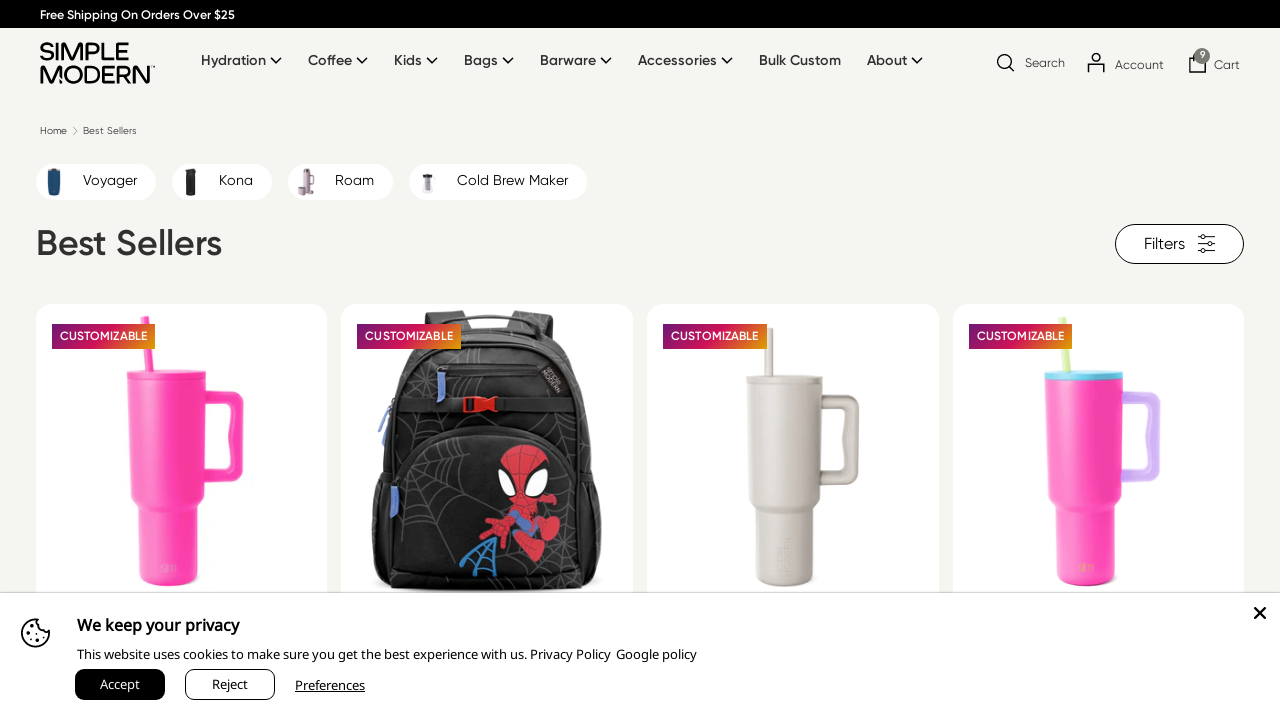 Free Shipping On Orders Over $25
SIMPLE MODERN
Hydration Coffee Kids Bags Barware Accessories Bulk Custom About
Search Account 9 Cart
Home Best Sellers
Voyager Kona Roam Cold Brew Maker
Best Sellers
Filters
CUSTOMIZABLE CUSTOMIZABLE CUSTOMIZABLE CUSTOMIZABLE
We keep your privacy
This website uses cookies to make sure you get the best experience with us. Privacy Policy Google policy
Accept Reject Preferences